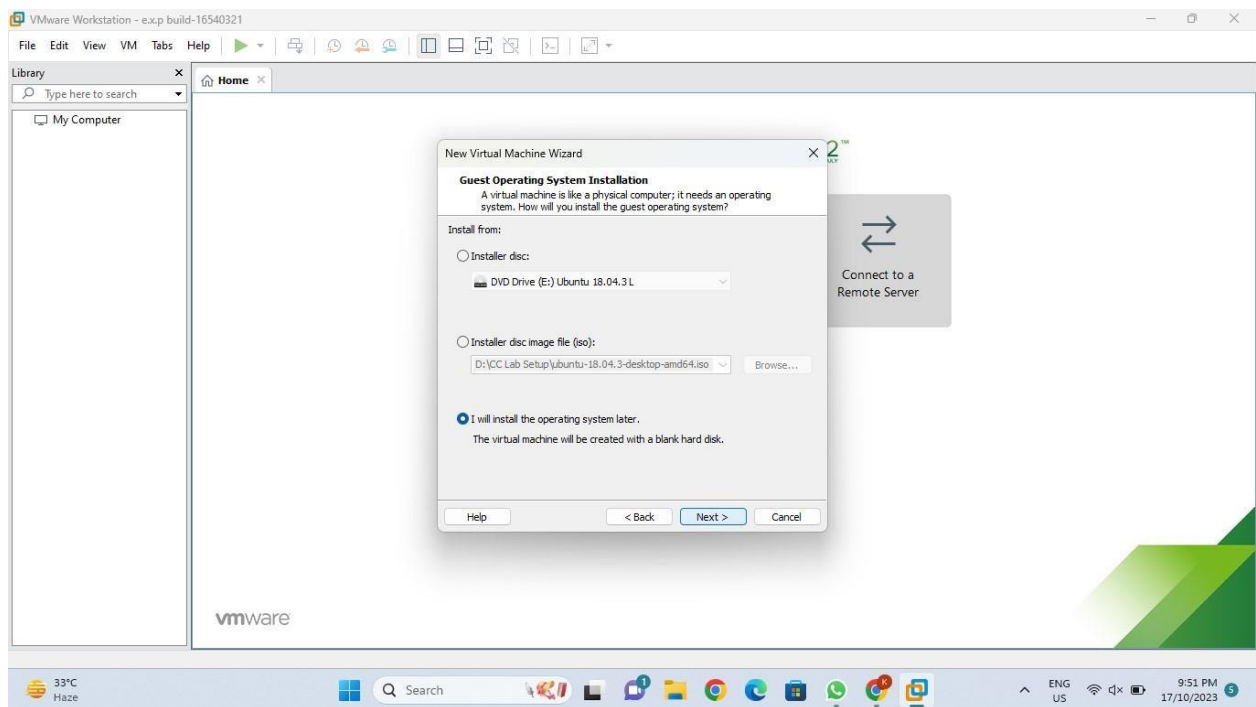 VMware Workstation - e.x.p build-16540321
File Edit View VM Tabs Help
Library
Home
Type here to search
My Computer
New Virtual Machine Wizard
2™
Guest Operating System Installation
A virtual machine is like a physical computer; it needs an operating
system. How will you install the guest operating system?
Install from:
Installer disc:
DVD Drive (E:) Ubuntu 18.04.3 L
Connect to a
Remote Server
Installer disc image file (iso):
D:\CC Lab Setup\ubuntu-18.04.3-desktop-amd64.iso
Browse...
I will install the operating system later.
The virtual machine will be created with a blank hard disk.
Help
< Back
Next >
Cancel
vmware
33°C
Haze
Search
1
K
ENG
US
9:51 PM
17/10/2023
5